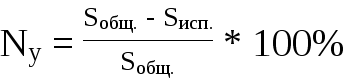 Nу = (Sобщ. - Sисп.) / Sобщ. * 100%